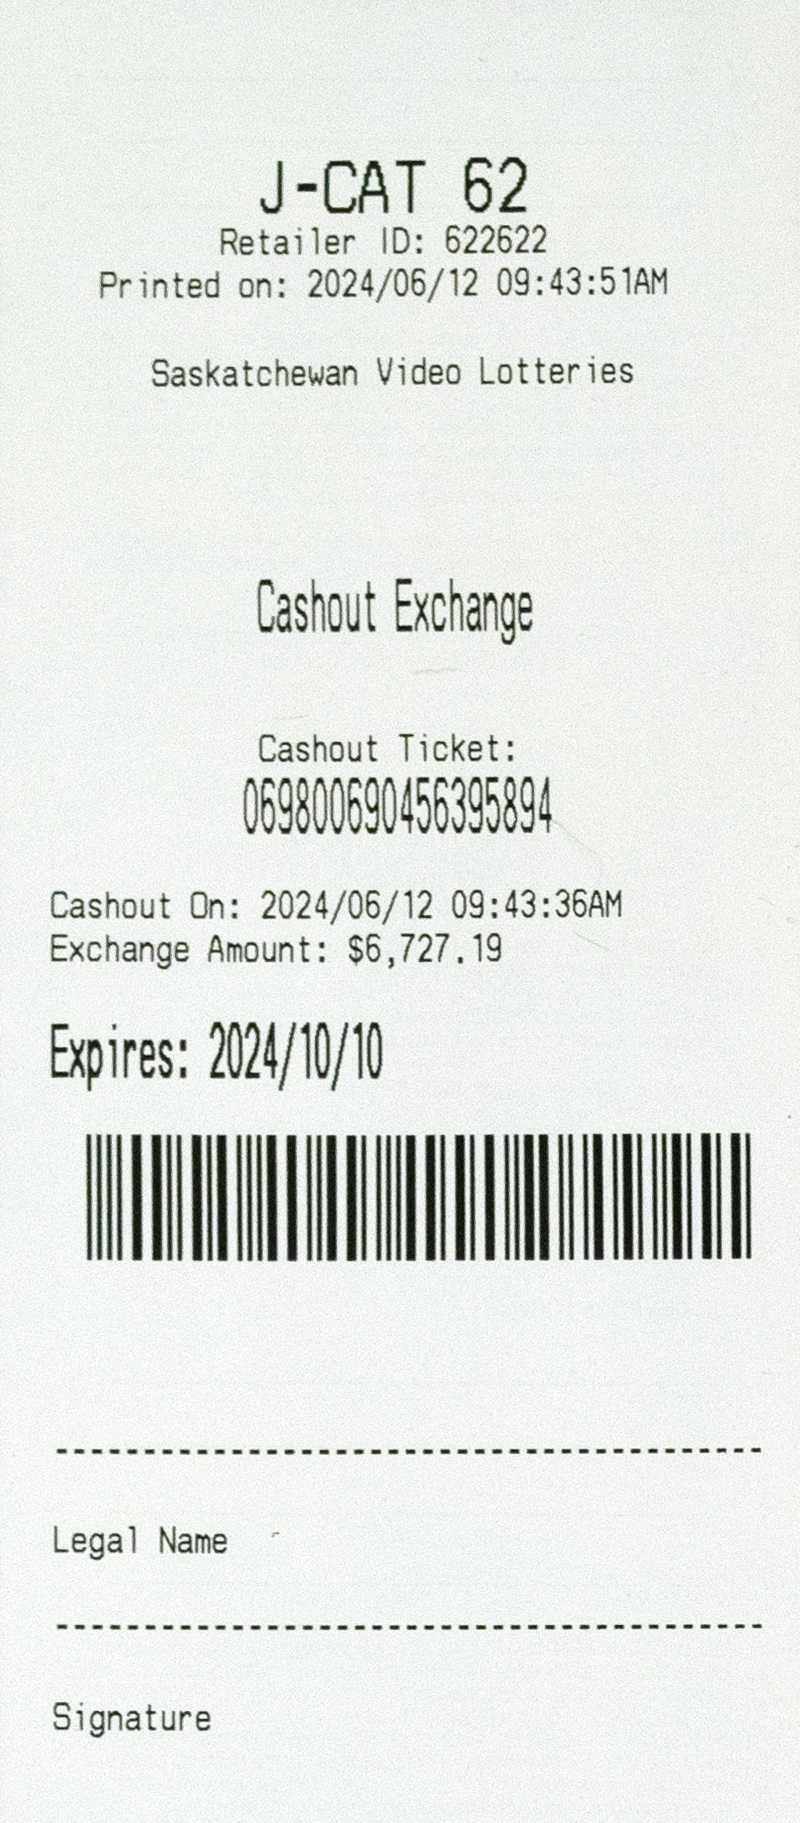 J-CAT 62
Retailer ID: 622622
Printed on: 2024/06/12 09:43:51AM
Saskatchewan Video Lotteries
Cashout Exchange
Cashout Ticket:
069800690456395894
Cashout On: 2024/06/12 09:43:36AM
Exchange Amount: $6,727.19
Expires: 2024/10/10
Legal Name
Signature